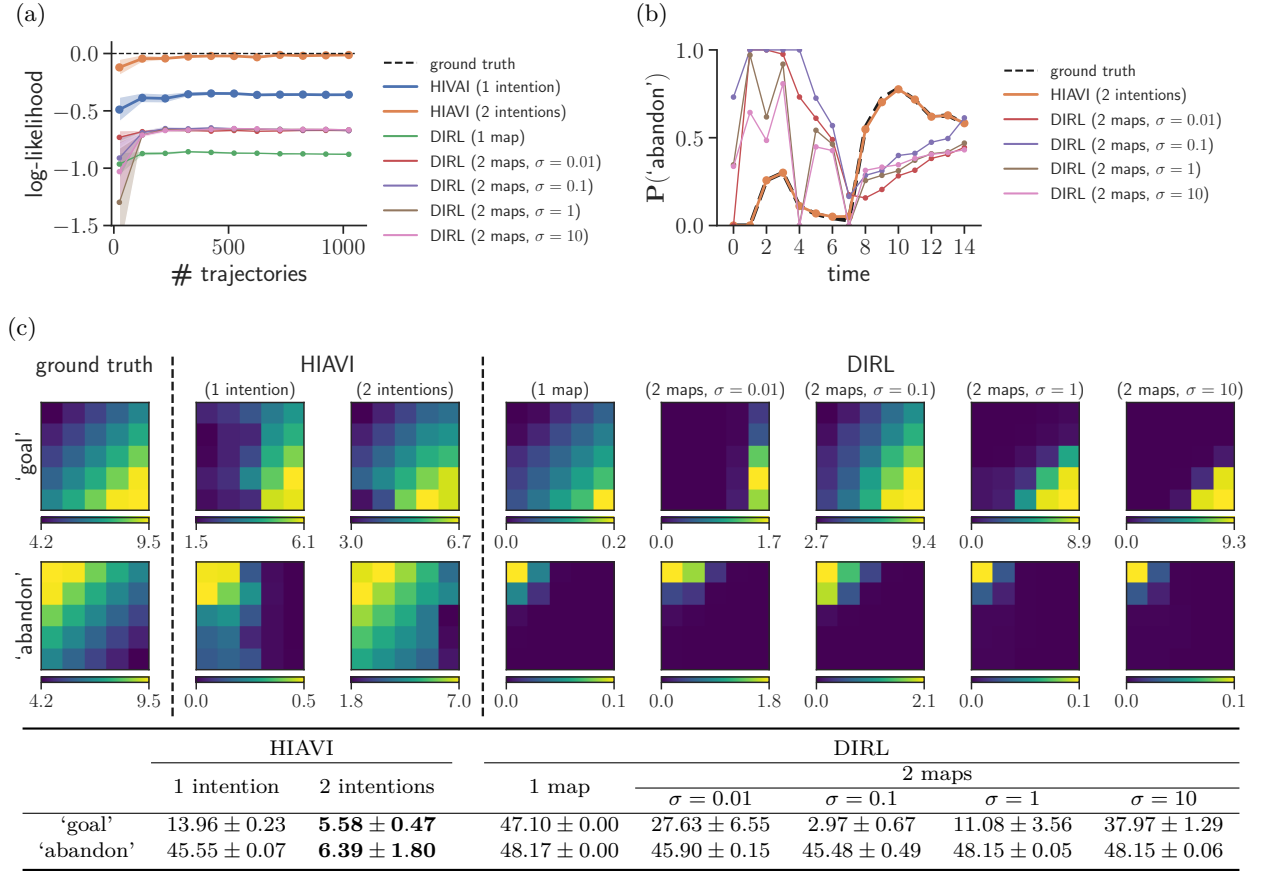 (a)
0.0
−0.5
−1.0
−1.5
log-likelihood
0
500
1000
# trajectories
ground truth
HIVAI (1 intention)
HIAVI (2 intentions)
DIRL
(1 map)
DIRL (2 maps, σ = 0.01)
DIRL (2 maps, σ = 0.1)
DIRL (2 maps, σ = 1)
DIRL (2 maps, σ = 10)
(b)
1.0
0.5
0.0
P(‘abandon’)
0 2 4 6 8 10 12 14
time
ground truth
HIAVI (2 intentions)
DIRL (2 maps, σ = 0.01)
DIRL (2 maps, σ = 0.1)
DIRL (2 maps, σ = 1)
DIRL (2 maps, σ = 10)
(c)
ground truth HIAVI DIRL
(1 intention) (2 intentions) (1 map) (2 maps, σ = 0.01) (2 maps, σ = 0.1) (2 maps, σ = 1) (2 maps, σ = 10)
‘goal’
4.2 9.5 1.5 6.1 3.0 6.7 0.0 0.2 0.0 1.7 2.7 9.4 0.0 8.9 0.0 9.3
‘abandon’
4.2 9.5 0.0 0.5 1.8 7.0 0.0 0.1 0.0 1.8 0.0 2.1 0.0 0.1 0.0 0.1
HIAVI DIRL
1 intention 2 intentions 1 map 2 maps
σ = 0.01 σ = 0.1 σ = 1 σ = 10
‘goal’ 13.96 ± 0.23 5.58 ± 0.47 47.10 ± 0.00 27.63 ± 6.55 2.97 ± 0.67 11.08 ± 3.56 37.97 ± 1.29
‘abandon’ 45.55 ± 0.07 6.39 ± 1.80 48.17 ± 0.00 45.90 ± 0.15 45.48 ± 0.49 48.15 ± 0.05 48.15 ± 0.06